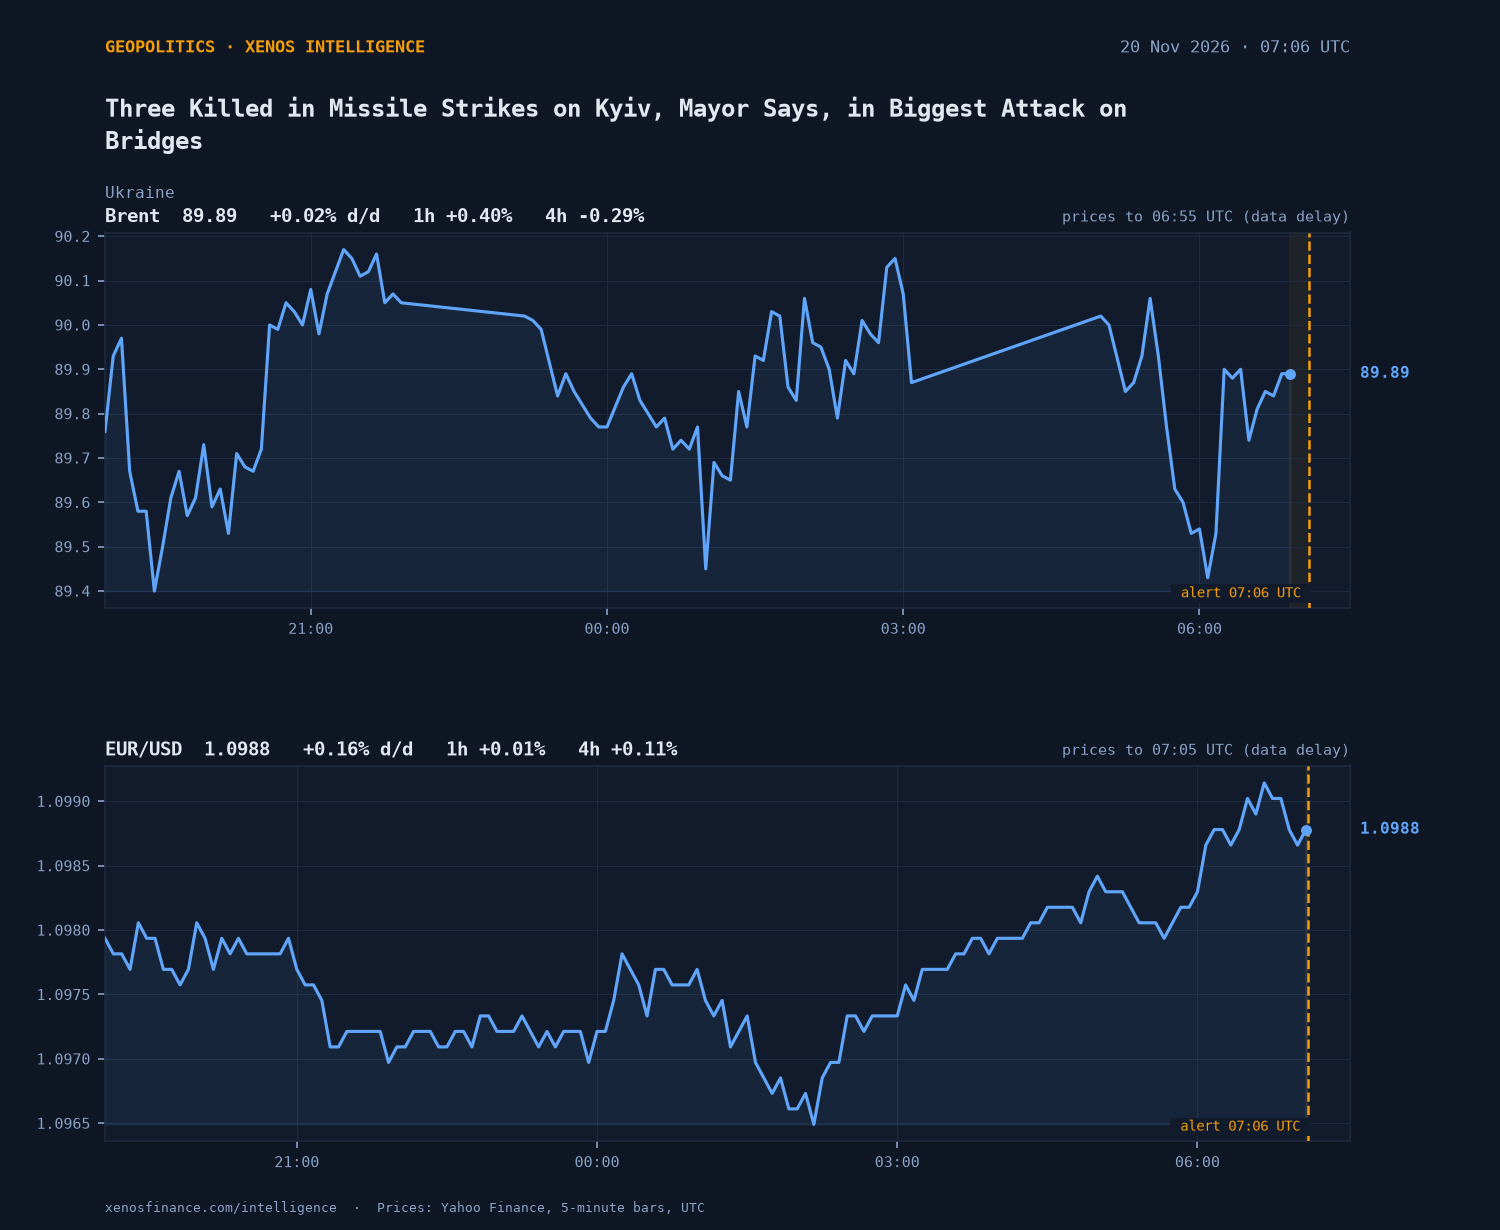 GEOPOLITICS · XENOS INTELLIGENCE
20 Nov 2026 · 07:06 UTC
Three Killed in Missile Strikes on Kyiv, Mayor Says, in Biggest Attack on
Bridges
Ukraine
Brent 89.89 +0.02% d/d 1h +0.40% 4h -0.29%
prices to 06:55 UTC (data delay)
90.2
90.1
90.0
89.9
89.8
89.7
89.6
89.5
89.4
89.89
alert 07:06 UTC
21:00
00:00
03:00
06:00
EUR/USD 1.0988 +0.16% d/d 1h +0.01% 4h +0.11%
prices to 07:05 UTC (data delay)
1.0990
1.0985
1.0980
1.0975
1.0970
1.0965
1.0988
alert 07:06 UTC
21:00
00:00
03:00
06:00
xenosfinance.com/intelligence · Prices: Yahoo Finance, 5-minute bars, UTC